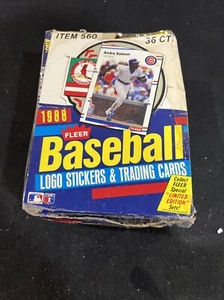 ITEM 560
36 CT.
Andre Dawson
FLEER
1988
FLEER
Baseball
LOGO STICKERS & TRADING CARDS
Collect
FLEER
Special
"LIMITED
EDITION"
Sets!